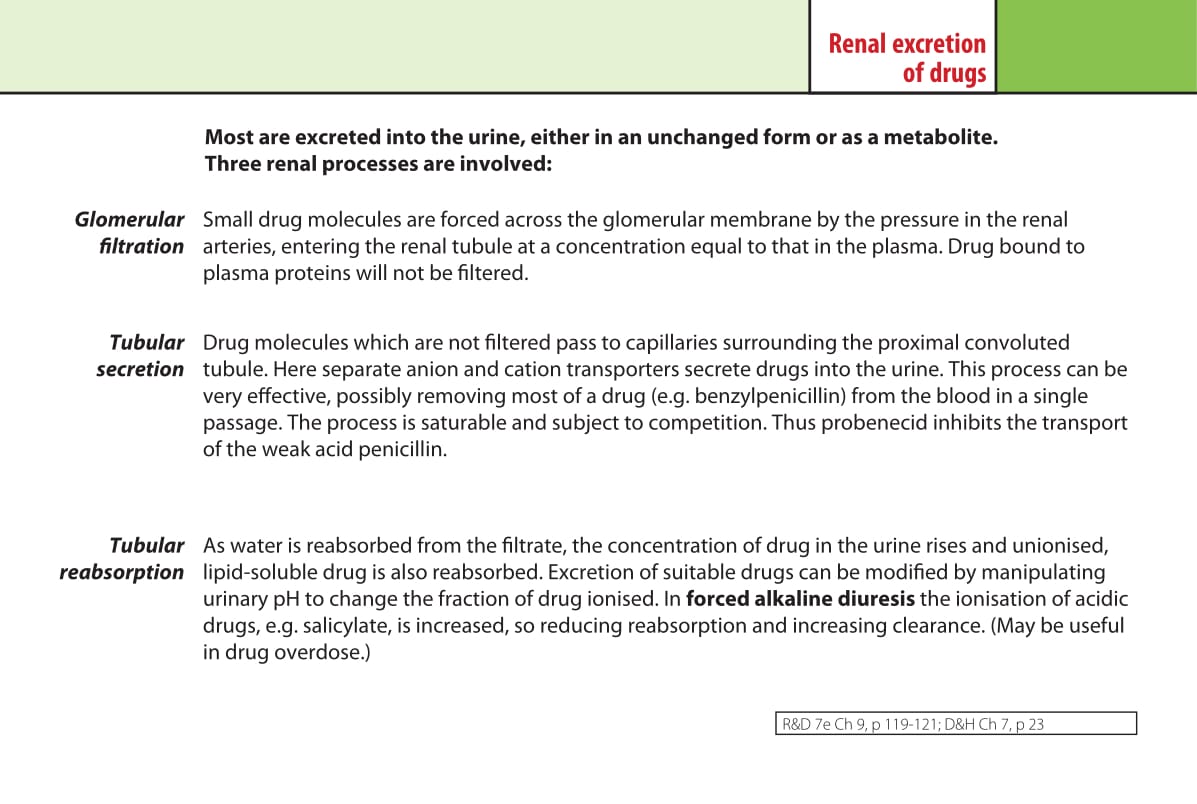 Renal excretion
of drugs
Most are excreted into the urine, either in an unchanged form or as a metabolite.
Three renal processes are involved:
Glomerular filtration
Small drug molecules are forced across the glomerular membrane by the pressure in the renal
arteries, entering the renal tubule at a concentration equal to that in the plasma. Drug bound to
plasma proteins will not be filtered.
Tubular secretion
Drug molecules which are not filtered pass to capillaries surrounding the proximal convoluted
tubule. Here separate anion and cation transporters secrete drugs into the urine. This process can be
very effective, possibly removing most of a drug (e.g. benzylpenicillin) from the blood in a single
passage. The process is saturable and subject to competition. Thus probenecid inhibits the transport
of the weak acid penicillin.
Tubular reabsorption
As water is reabsorbed from the filtrate, the concentration of drug in the urine rises and unionised,
lipid-soluble drug is also reabsorbed. Excretion of suitable drugs can be modified by manipulating
urinary pH to change the fraction of drug ionised. In forced alkaline diuresis the ionisation of acidic
drugs, e.g. salicylate, is increased, so reducing reabsorption and increasing clearance. (May be useful
in drug overdose.)
R&D 7e Ch 9, p 119-121; D&H Ch 7, p 23